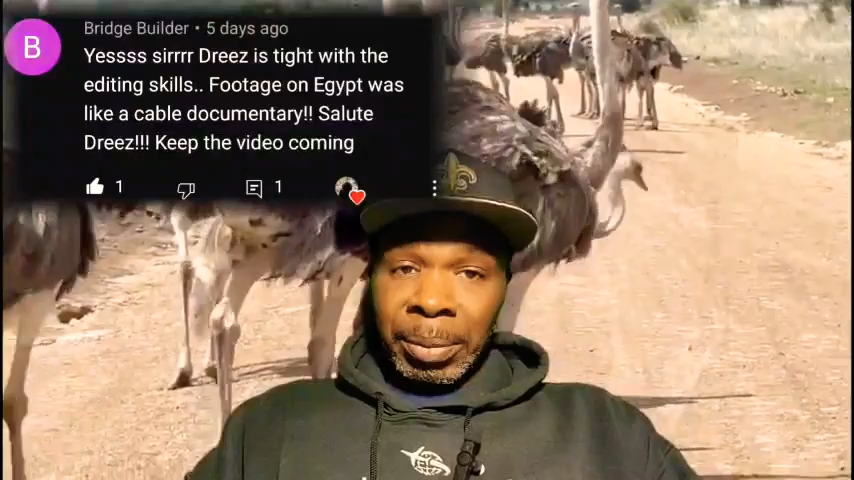 B
Bridge Builder • 5 days ago
Yessss sirrrr Dreez is tight with the
editing skills.. Footage on Egypt was
like a cable documentary!! Salute
Dreez!!! Keep the video coming
1
1